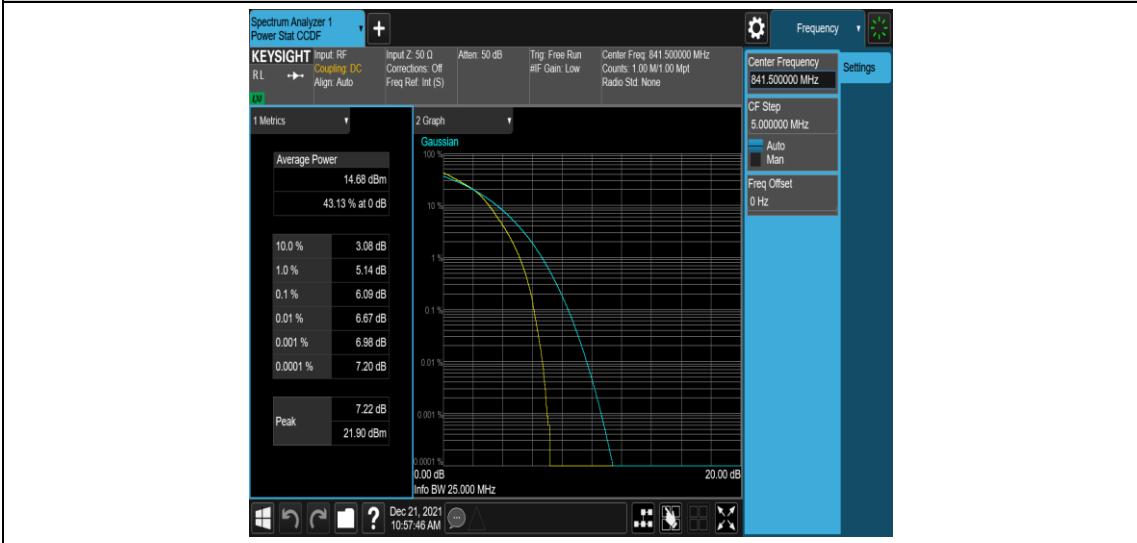 Spectrum Analyzer 1
Power Stat CCDF
+
Frequency
KEYSIGHT
RL
LXI
Input: RF
Coupling: DC
Align: Auto
Input Z: 50 Ω
Corrections: Off
Freq Ref: Int (S)
Atten: 50 dB
Trig: Free Run
#IF Gain: Low
Center Freq: 841.500000 MHz
Counts: 1.00 M/1.00 Mpt
Radio Std: None
Center Frequency
841.500000 MHz
Settings
CF Step
5.000000 MHz
Auto
Man
Freq Offset
0 Hz
1 Metrics
Average Power
14.68 dBm
43.13 % at 0 dB
10.0 % 3.08 dB
1.0 % 5.14 dB
0.1 % 6.09 dB
0.01 % 6.67 dB
0.001 % 6.98 dB
0.0001 % 7.20 dB
Peak
7.22 dB
21.90 dBm
2 Graph
Gaussian
100 %
10 %
1 %
0.1 %
0.01 %
0.001 %
0.0001 %
0.00 dB
20.00 dB
Info BW 25.000 MHz
?
Dec 21, 2021
10:57:46 AM